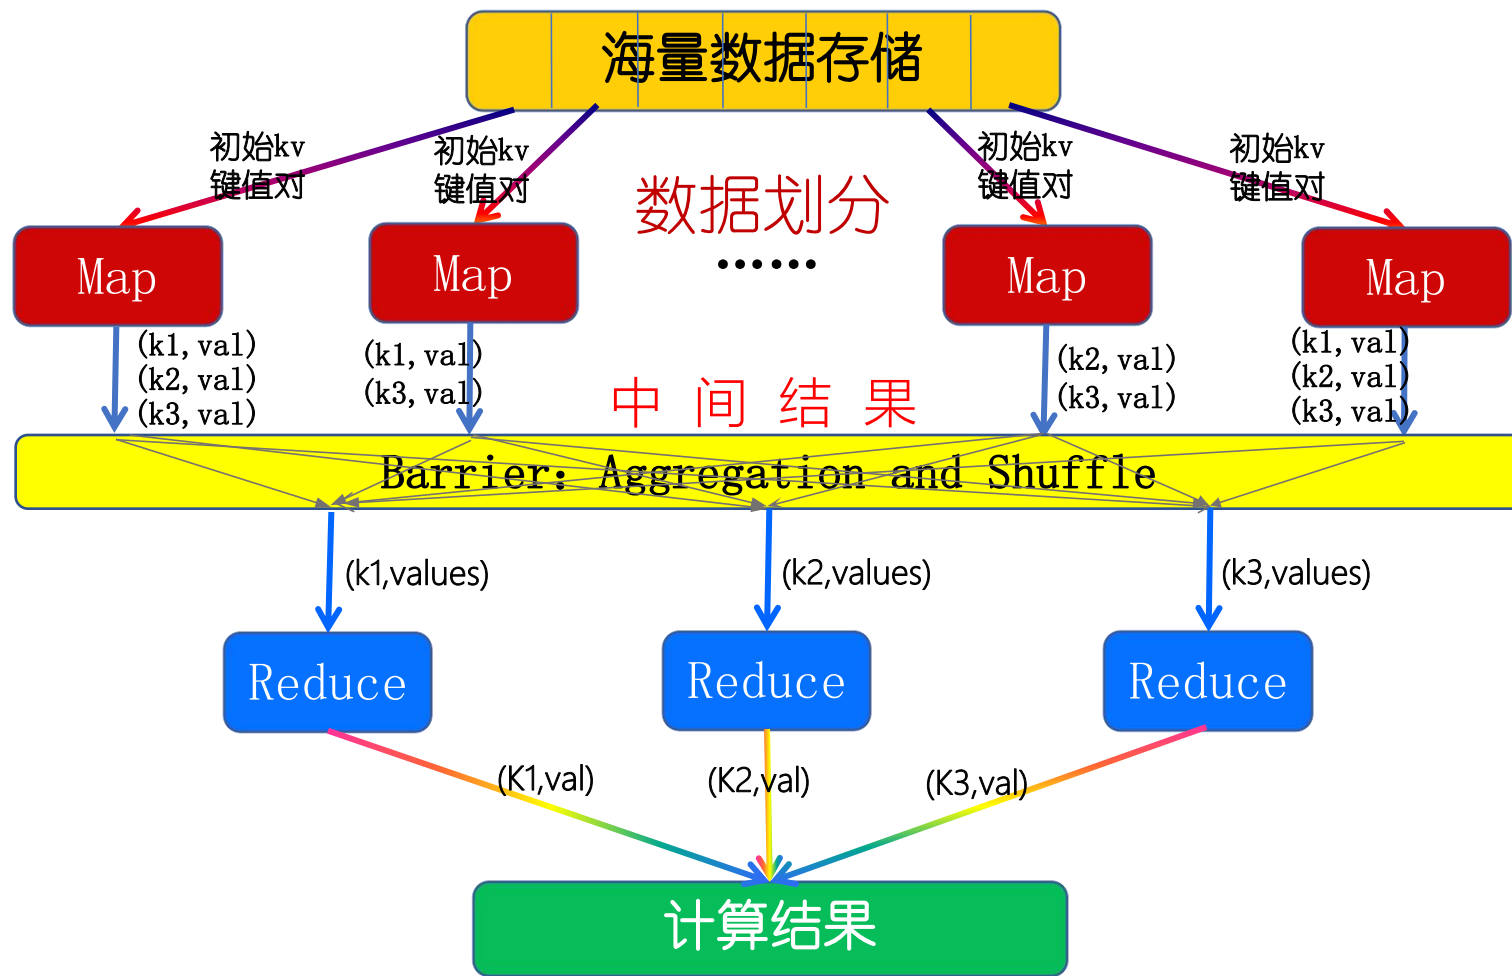 海量数据存储
初始kv
键值对
初始kv
键值对
初始kv
键值对
初始kv
键值对
数据划分
......
Map
Map
Map
Map
(k1,val)
(k2,val)
(k3,val)
(k1,val)
(k3,val)
(k2,val)
(k3,val)
(k1,val)
(k2,val)
(k3,val)
中间结果
Barrier: Aggregation and Shuffle
(k1,values)
(k2,values)
(k3,values)
Reduce
Reduce
Reduce
(K1,val)
(K2,val)
(K3,val)
计算结果